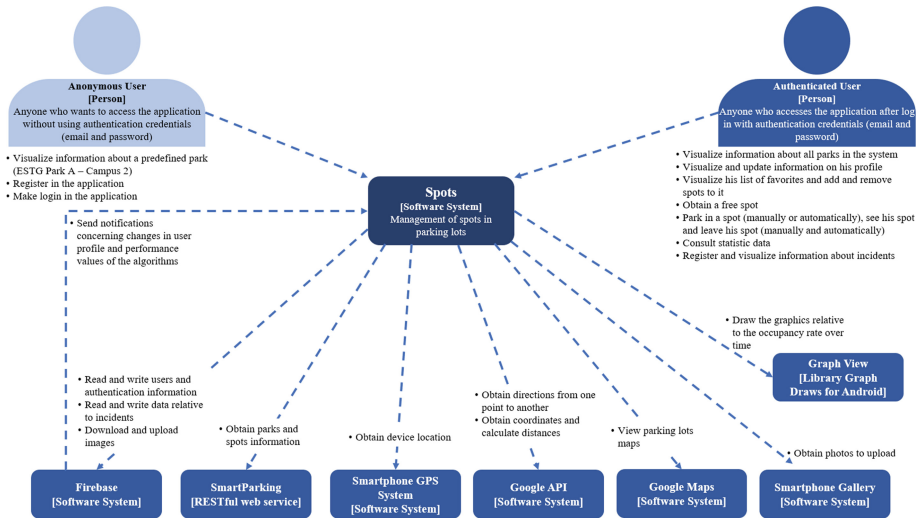 Anonymous User
[Person]
Anyone who wants to access the application
without using authentication credentials
(email and password)
• Visualize information about a predefined park
(ESTG Park A – Campus 2)
• Register in the application
• Make login in the application
Authenticated User
[Person]
Anyone who accesses the application after log
in with authentication credentials (email and
password)
• Visualize information about all parks in the system
• Visualize and update information on his profile
• Visualize his list of favorites and add and remove
spots to it
• Obtain a free spot
• Park in a spot (manually or automatically), see his spot
and leave his spot (manually and automatically)
• Consult statistic data
• Register and visualize information about incidents
Spots
[Software System]
Management of spots in
parking lots
• Send notifications
concerning changes in user
profile and performance
values of the algorithms
• Draw the graphics relative
to the occupancy rate over
time
Graph View
[Library Graph
Draws for Android]
• Read and write users and
authentication information
• Read and write data relative
to incidents
• Download and upload
images
• Obtain parks and
spots information
• Obtain device location
• Obtain directions from one
point to another
• Obtain coordinates and
calculate distances
• View parking lots
maps
• Obtain photos to upload
Firebase
[Software System]
SmartParking
[RESTful web service]
Smartphone GPS
System
[Software System]
Google API
[Software System]
Google Maps
[Software System]
Smartphone Gallery
[Software System]